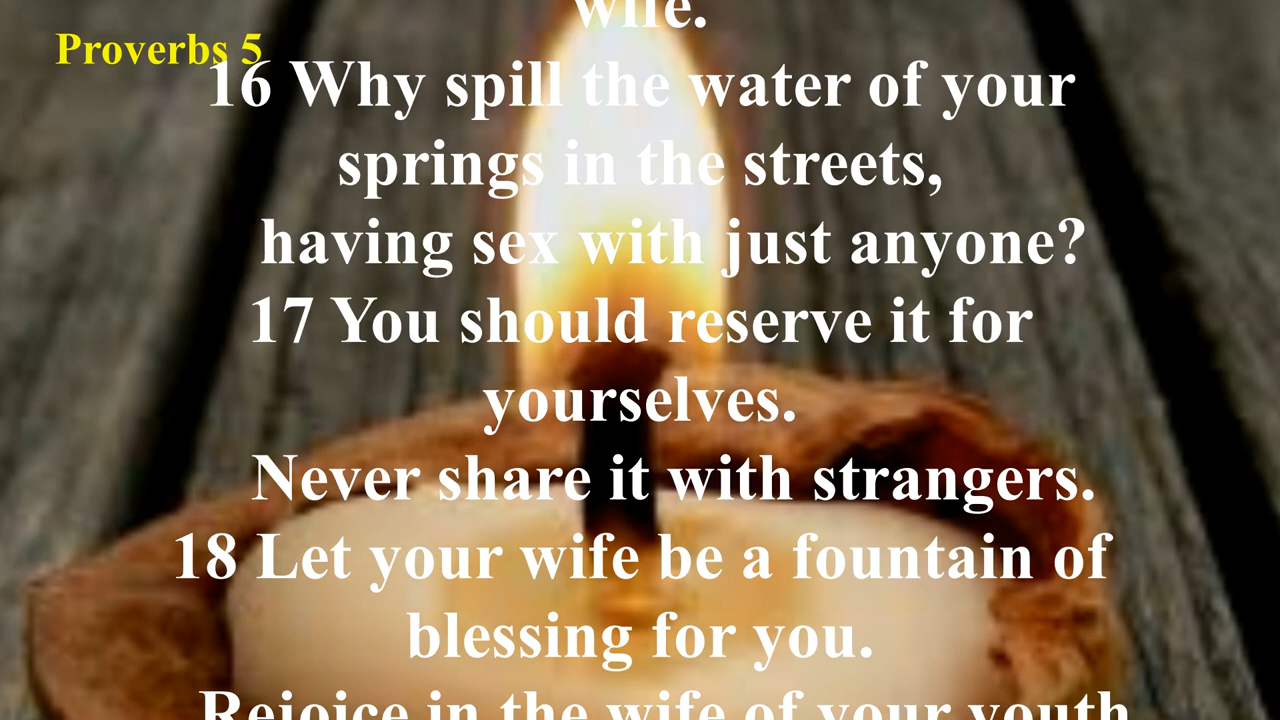 wife.
Proverbs 5
16 Why spill the water of your
springs in the streets,
having sex with just anyone?
17 You should reserve it for
yourselves.
Never share it with strangers.
18 Let your wife be a fountain of
blessing for you.
Rejoice in the wife of your youth